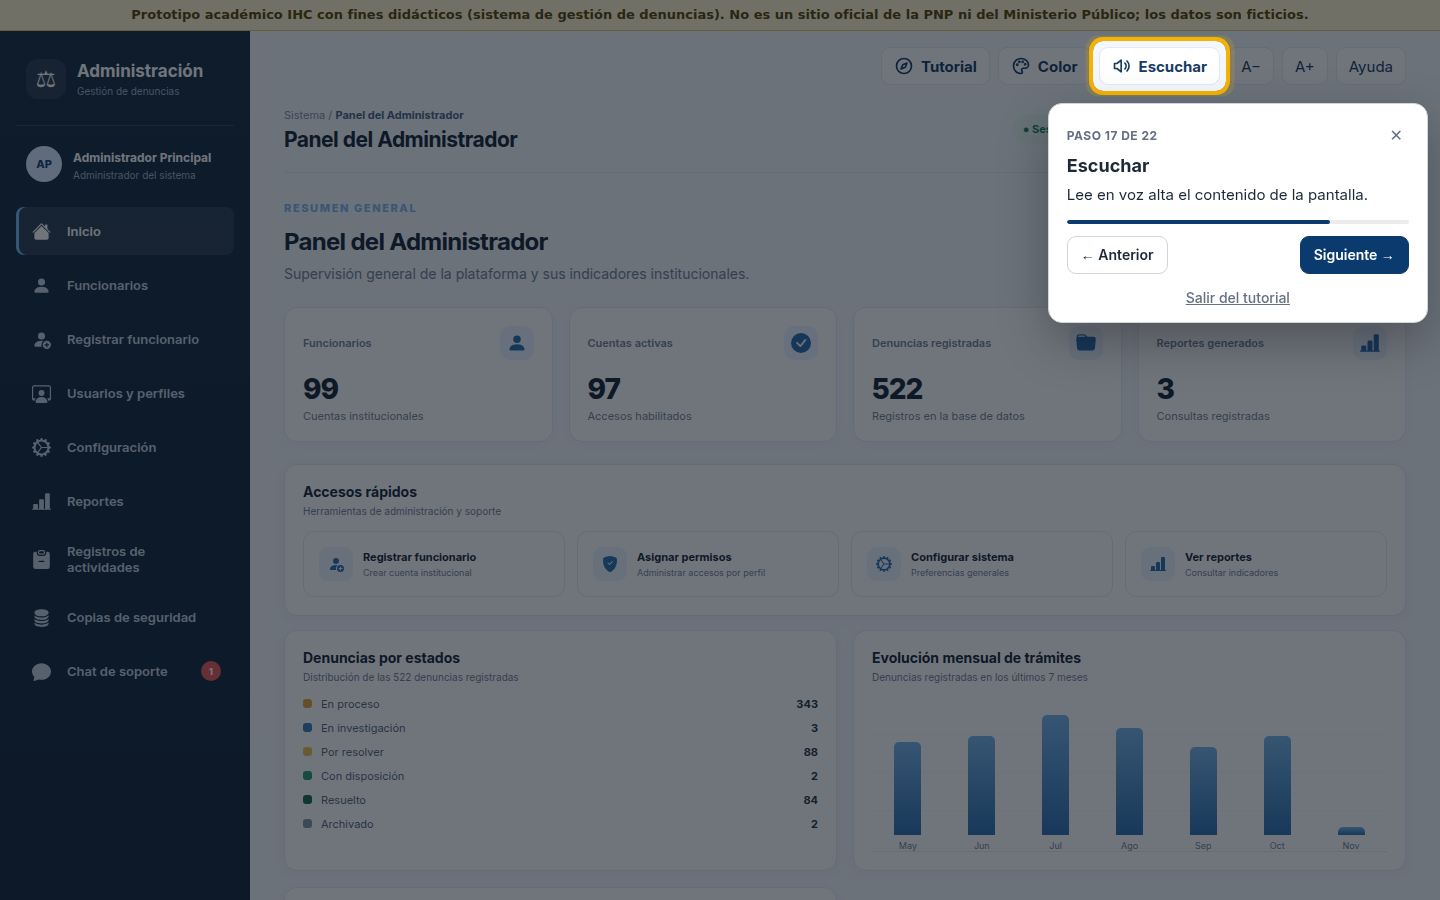 Prototipo académico IHC con fines didácticos (sistema de gestión de denuncias). No es un sitio oficial de la PNP ni del Ministerio Público; los datos son ficticios.
Administración
Gestión de denuncias
AP
Administrador Principal
Administrador del sistema
Inicio
Funcionarios
Registrar funcionario
Usuarios y perfiles
Configuración
Reportes
Registros de
actividades
Copias de seguridad
Chat de soporte
1
Tutorial
Color
Escuchar
A−
A+
Ayuda
Sistema / Panel del Administrador
Panel del Administrador
PASO 17 DE 22
×
Escuchar
Lee en voz alta el contenido de la pantalla.
← Anterior
Siguiente →
Salir del tutorial
RESUMEN GENERAL
Panel del Administrador
Supervisión general de la plataforma y sus indicadores institucionales.
Funcionarios
99
Cuentas institucionales
Cuentas activas
97
Accesos habilitados
Denuncias registradas
522
Registros en la base de datos
Reportes generados
3
Consultas registradas
Accesos rápidos
Herramientas de administración y soporte
Registrar funcionario
Crear cuenta institucional
Asignar permisos
Administrar accesos por perfil
Configurar sistema
Preferencias generales
Ver reportes
Consultar indicadores
Denuncias por estados
Distribución de las 522 denuncias registradas
En proceso 343
En investigación 3
Por resolver 88
Con disposición 2
Resuelto 84
Archivado 2
Evolución mensual de trámites
Denuncias registradas en los últimos 7 meses
May Jun Jul Ago Sep Oct Nov